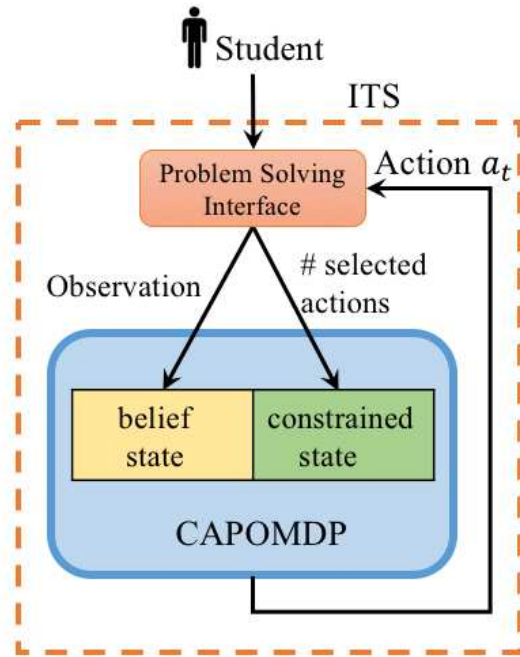 Student
ITS
Problem Solving
Interface
Action a_t
Observation
# selected
actions
belief
state
constrained
state
CAPOMDP